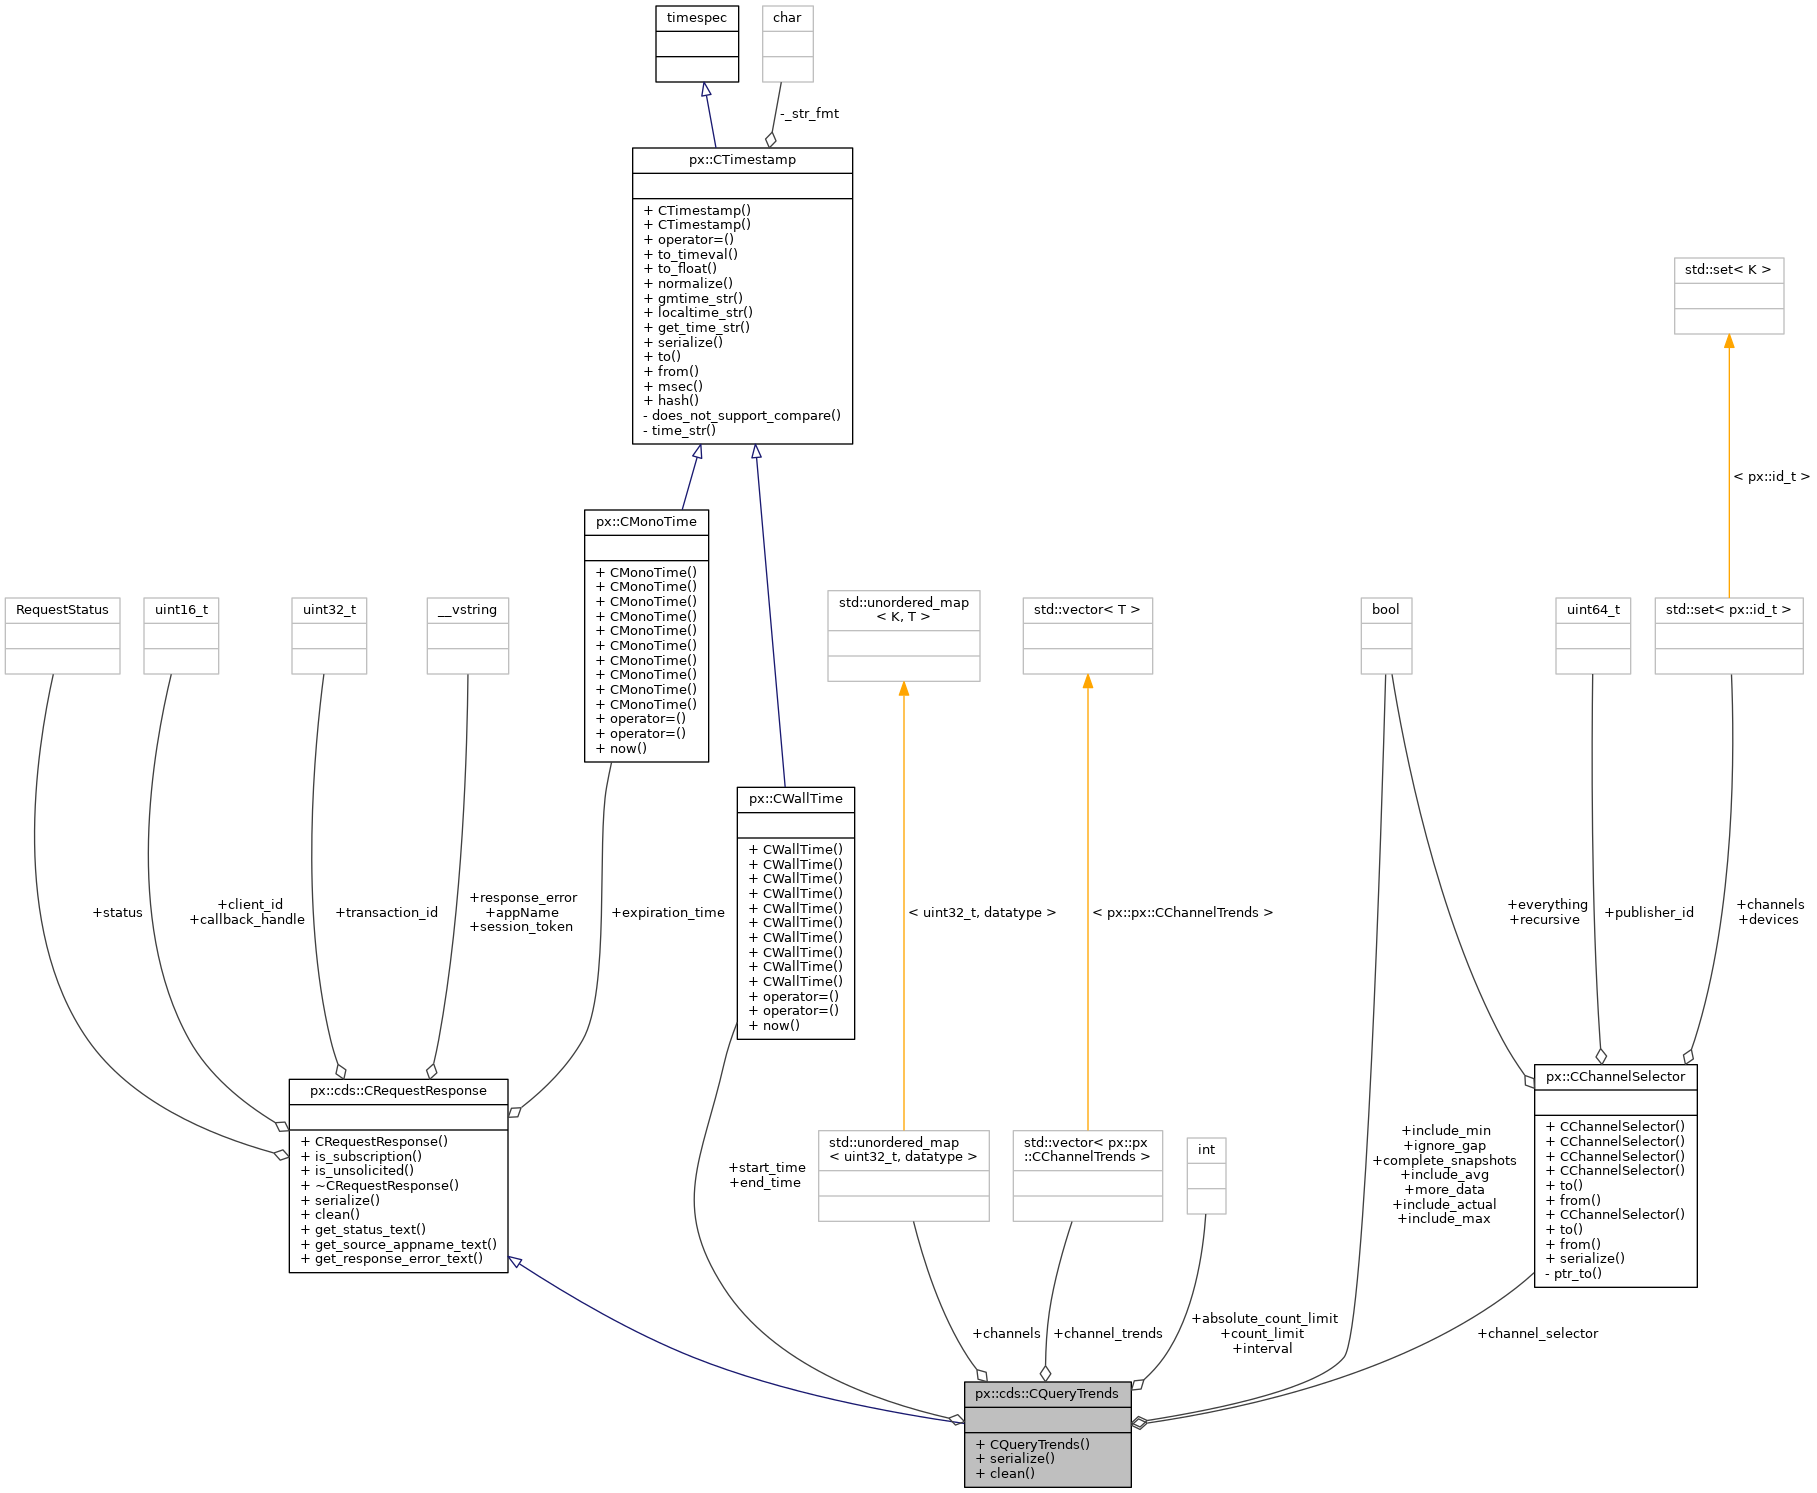 timespec
char
-_str_fmt
px::CTimestamp
+ CTimestamp()
+ CTimestamp()
+ operator=()
+ to_timeval()
+ to_float()
+ normalize()
+ gmtime_str()
+ localtime_str()
+ get_time_str()
+ serialize()
+ to()
+ from()
+ msec()
+ hash()
- does_not_support_compare()
- time_str()
std::set< K >
< px::id_t >
px::CMonoTime
+ CMonoTime()
+ CMonoTime()
+ CMonoTime()
+ CMonoTime()
+ CMonoTime()
+ CMonoTime()
+ CMonoTime()
+ CMonoTime()
+ CMonoTime()
+ CMonoTime()
+ operator=()
+ operator=()
+ now()
RequestStatus
uint16_t
uint32_t
__vstring
std::unordered_map
< K, T >
std::vector< T >
bool
uint64_t
std::set< px::id_t >
px::CWallTime
+ CWallTime()
+ CWallTime()
+ CWallTime()
+ CWallTime()
+ CWallTime()
+ CWallTime()
+ CWallTime()
+ CWallTime()
+ CWallTime()
+ CWallTime()
+ operator=()
+ operator=()
+ now()
+status
+client_id
+callback_handle
+transaction_id
+response_error
+appName
+session_token
+expiration_time
< uint32_t, datatype >
< px::px::CChannelTrends >
+everything
+recursive
+publisher_id
+channels
+devices
px::cds::CRequestResponse
+ CRequestResponse()
+ is_subscription()
+ is_unsolicited()
+ ~CRequestResponse()
+ serialize()
+ clean()
+ get_status_text()
+ get_source_appname_text()
+ get_response_error_text()
+start_time
+end_time
std::unordered_map
< uint32_t, datatype >
std::vector< px::px
::CChannelTrends >
int
+include_min
+ignore_gap
+complete_snapshots
+include_avg
+more_data
+include_actual
+include_max
px::CChannelSelector
+ CChannelSelector()
+ CChannelSelector()
+ CChannelSelector()
+ CChannelSelector()
+ to()
+ from()
+ CChannelSelector()
+ to()
+ from()
+ serialize()
- ptr_to()
+channels
+channel_trends
+absolute_count_limit
+count_limit
+interval
+channel_selector
px::cds::CQueryTrends
+ CQueryTrends()
+ serialize()
+ clean()